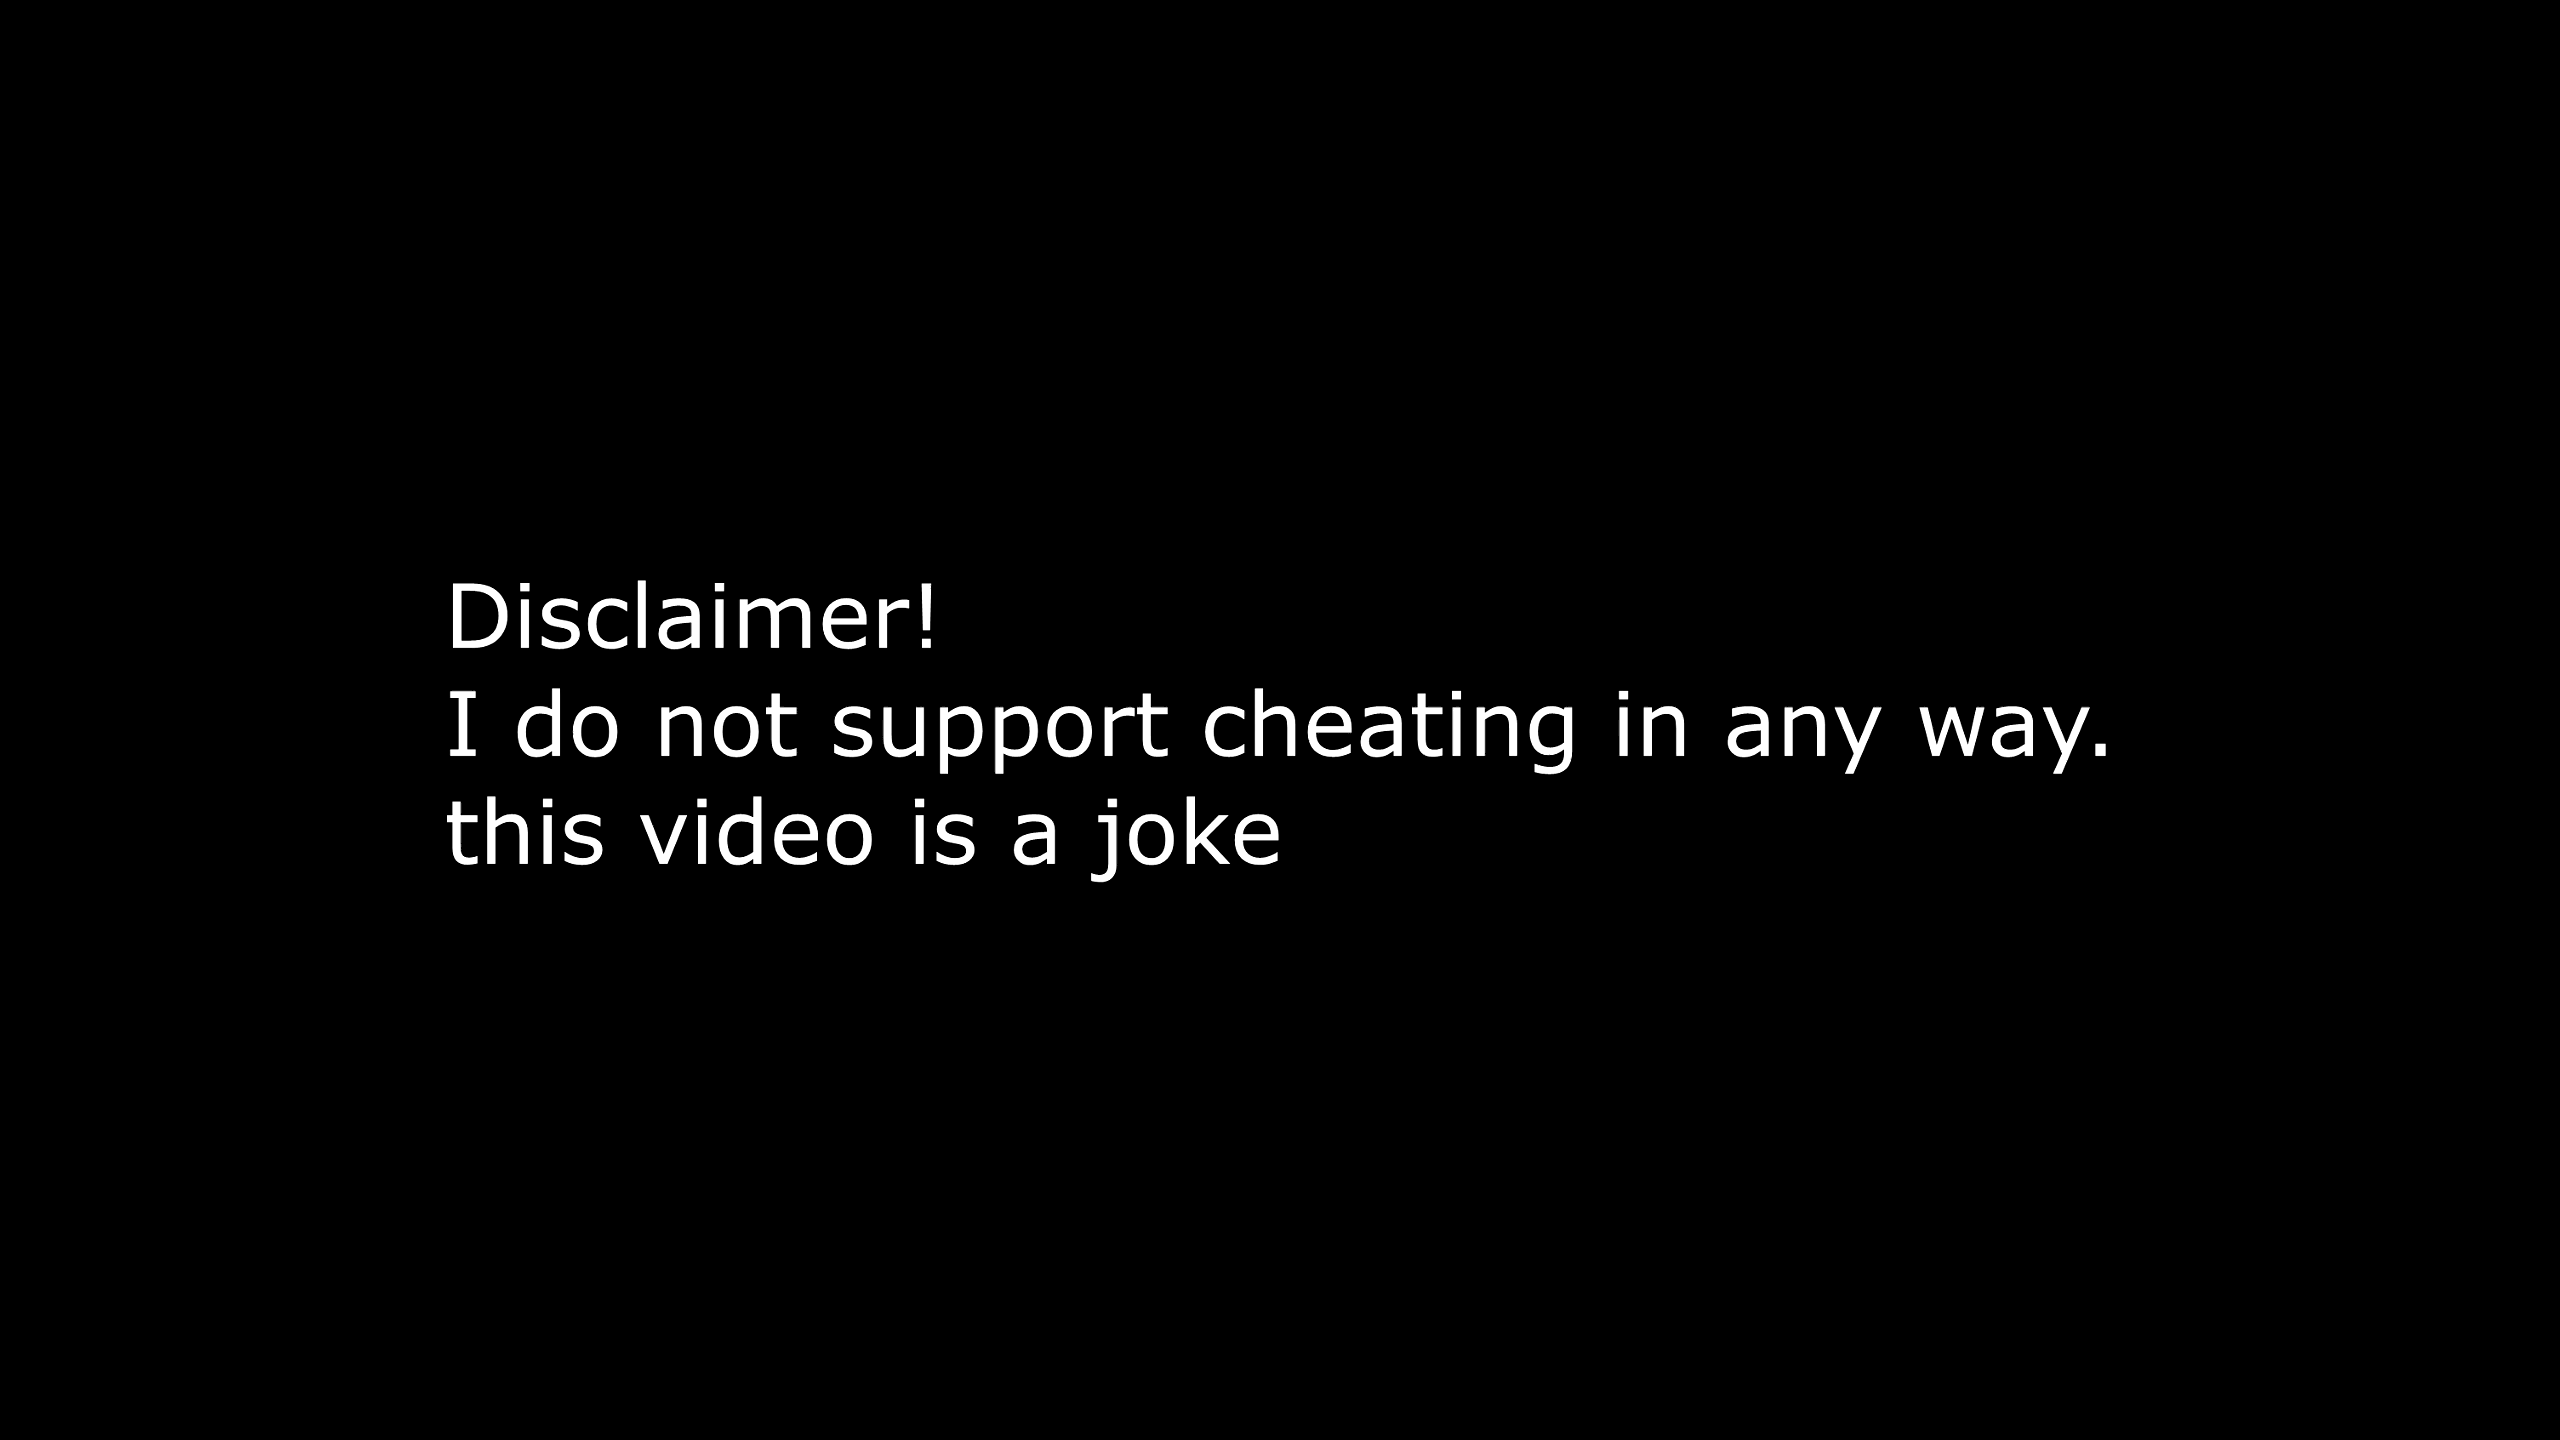 Disclaimer!
I do not support cheating in any way.
this video is a joke